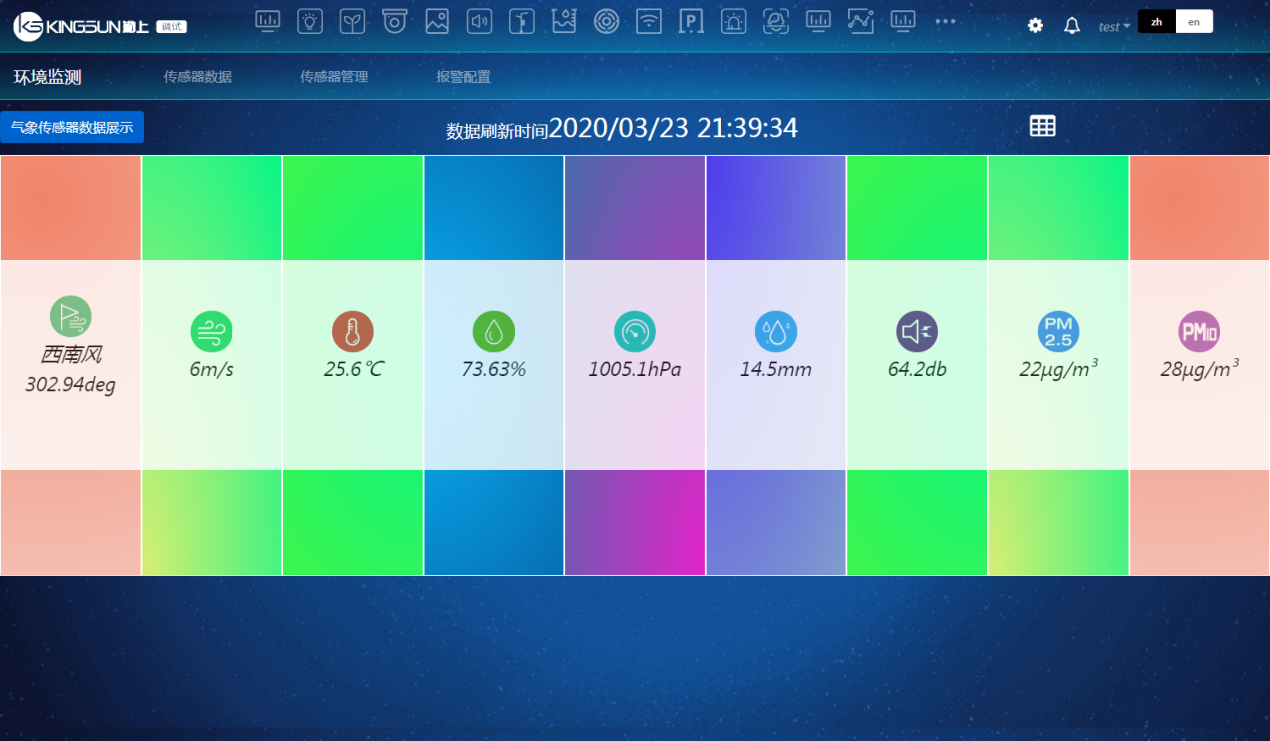 KS KINGSUN 勤上 调试
P
test
zh en
环境监测 传感器数据 传感器管理 报警配置
气象传感器数据展示
数据刷新时间2020/03/23 21:39:34
西南风
302.94deg
6m/s
25.6℃
73.63%
1005.1hPa
14.5mm
64.2db
PM
2.5
22μg/m³
PM10
28μg/m³